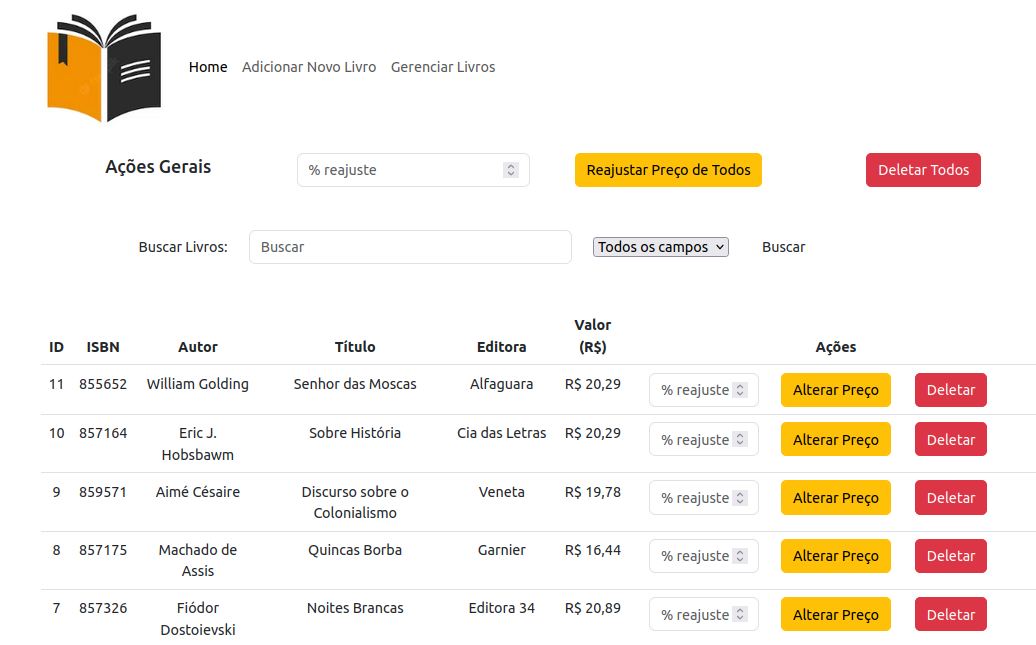 Home Adicionar Novo Livro Gerenciar Livros
Ações Gerais % reajuste Reajustar Preço de Todos Deletar Todos
Buscar Livros: Buscar Todos os campos Buscar
Valor
ID ISBN Autor Título Editora (R$) Ações
11 855652 William Golding Senhor das Moscas Alfaguara R$ 20,29 % reajuste Alterar Preço Deletar
10 857164 Eric J. Sobre História Cia das Letras R$ 20,29 % reajuste Alterar Preço Deletar
Hobsbawm
9 859571 Aimé Césaire Discurso sobre o Veneta R$ 19,78 % reajuste Alterar Preço Deletar
Colonialismo
8 857175 Machado de Quincas Borba Garnier R$ 16,44 % reajuste Alterar Preço Deletar
Assis
7 857326 Fiódor Noites Brancas Editora 34 R$ 20,89 % reajuste Alterar Preço Deletar
Dostoievski